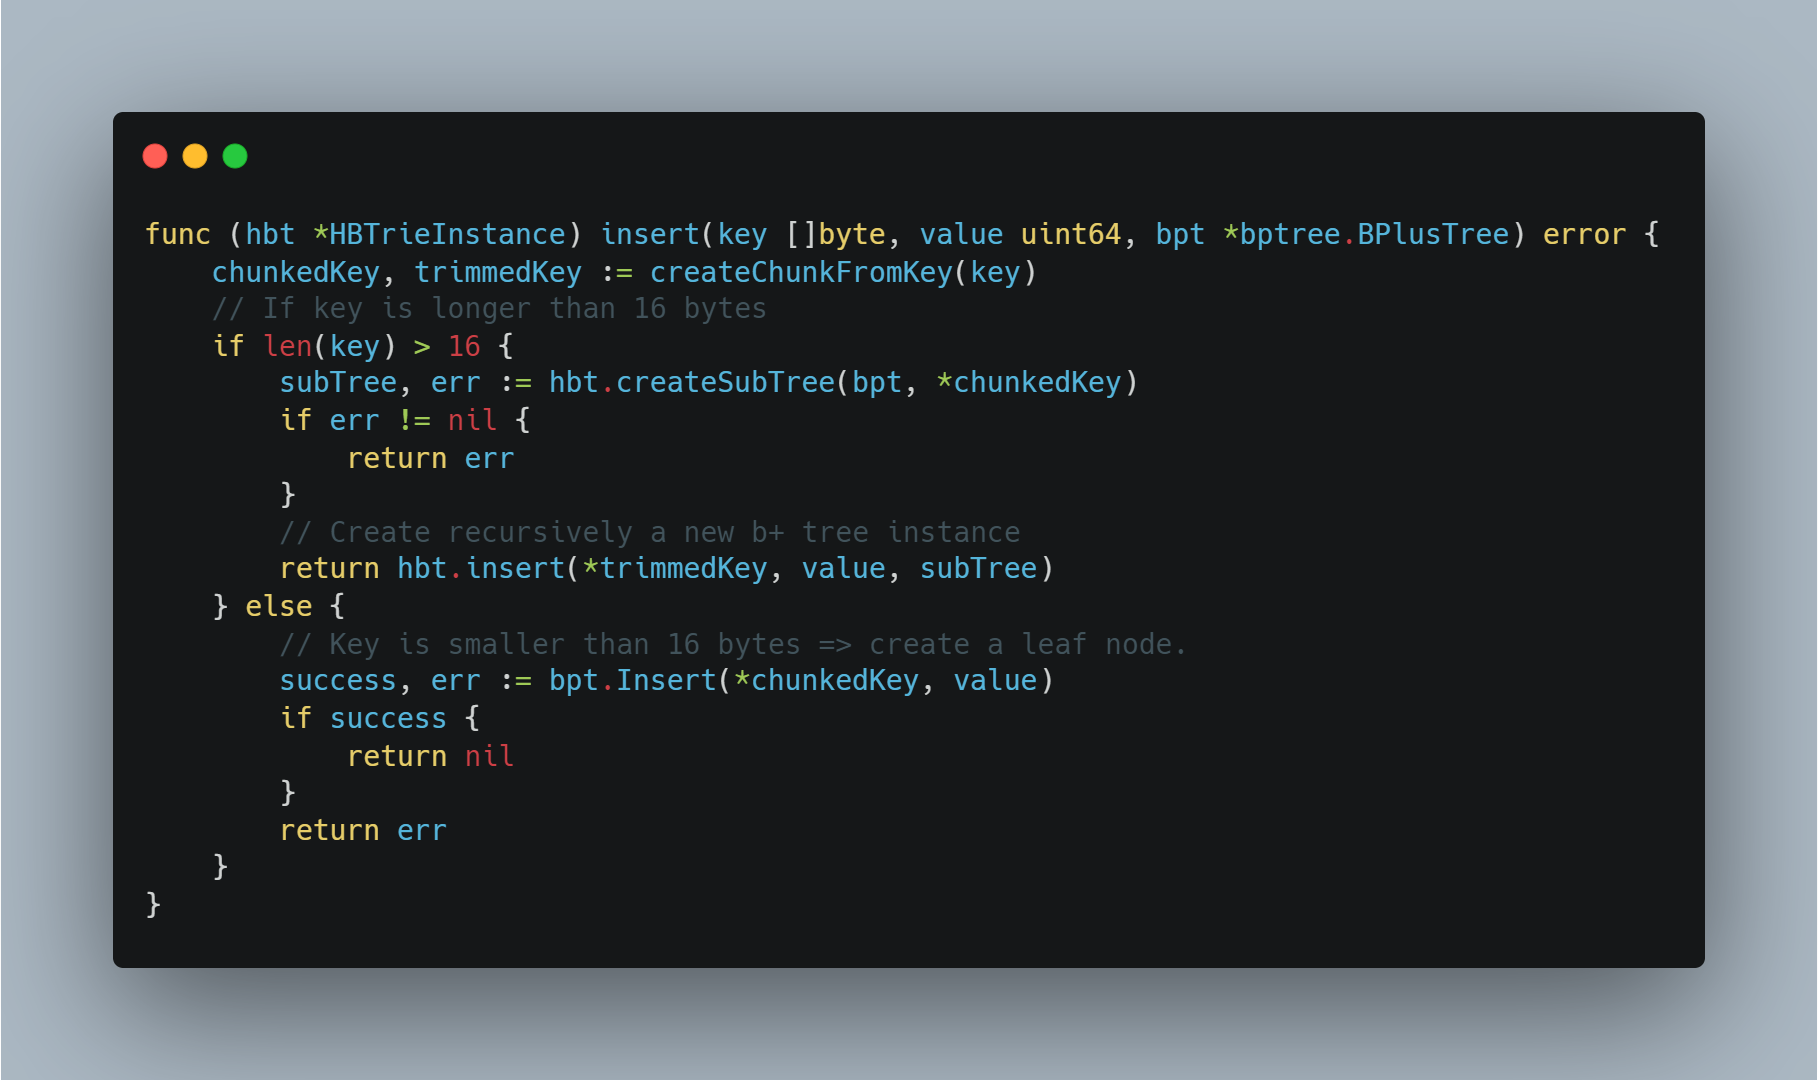 func (hbt *HBTrieInstance) insert(key []byte, value uint64, bpt *bptree.BPlusTree) error {
    chunkedKey, trimmedKey := createChunkFromKey(key)
    // If key is longer than 16 bytes
    if len(key) > 16 {
        subTree, err := hbt.createSubTree(bpt, *chunkedKey)
        if err != nil {
            return err
        }
        // Create recursively a new b+ tree instance
        return hbt.insert(*trimmedKey, value, subTree)
    } else {
        // Key is smaller than 16 bytes => create a leaf node.
        success, err := bpt.Insert(*chunkedKey, value)
        if success {
            return nil
        }
        return err
    }
}